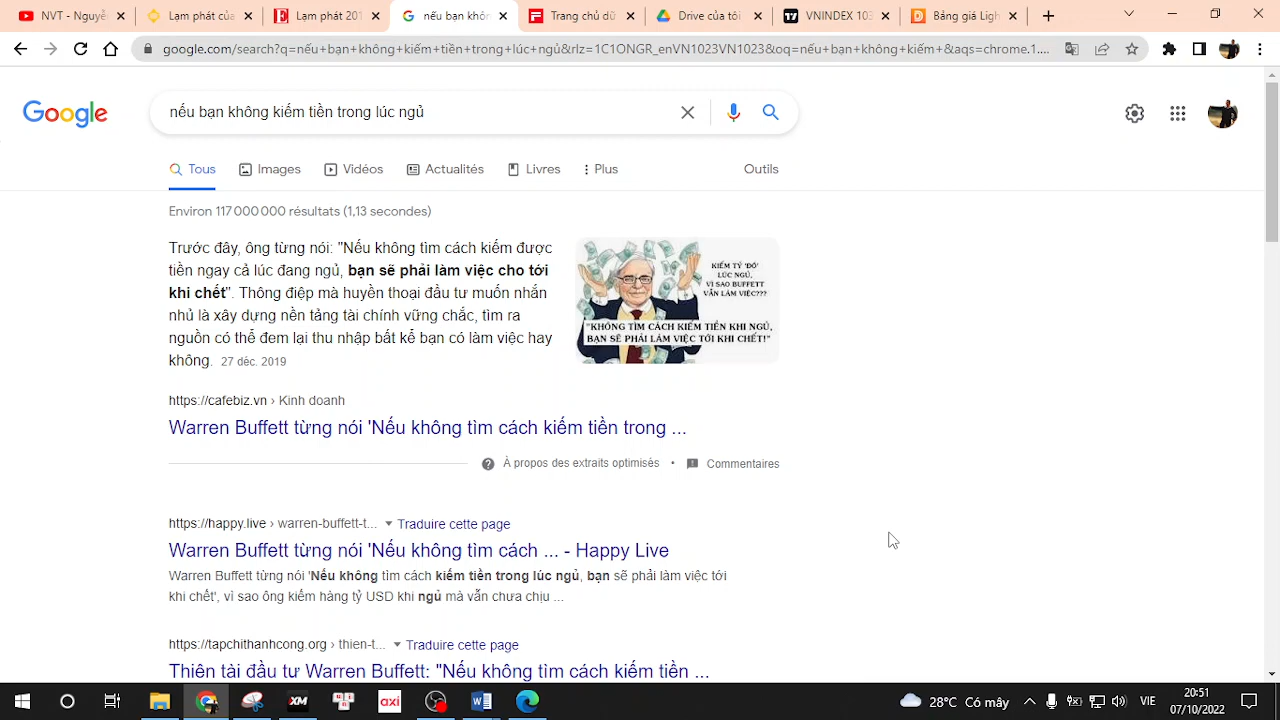 NVT - Nguyễ
Lạm phát của
Lạm phát 201
nếu bạn khôn
Trang chủ dữ
Drive của tôi
VNINDEX 103
Bảng giá Ligh
google.com/search?q=nếu+bạn+không+kiếm+tiền+trong+lúc+ngủ&rlz=1C1ONGR_enVN1023VN1023&oq=nếu+bạn+không+kiếm+&aqs=chrome.1....
Google
nếu bạn không kiếm tiền trong lúc ngủ
Tous Images Vidéos Actualités Livres Plus Outils
Environ 117 000 000 résultats (1,13 secondes)
Trước đây, ông từng nói: "Nếu không tìm cách kiếm được
tiền ngay cả lúc đang ngủ, bạn sẽ phải làm việc cho tới
khi chết". Thông điệp mà huyền thoại đầu tư muốn nhắn
nhủ là xây dựng nền tảng tài chính vững chắc, tìm ra
nguồn có thể đem lại thu nhập bất kể bạn có làm việc hay
không. 27 déc. 2019
KIẾM TỶ 'ĐÔ'
LÚC NGỦ,
VÌ SAO BUFFETT
VẪN LÀM VIỆC???
"KHÔNG TÌM CÁCH KIẾM TIỀN KHI NGỦ,
BẠN SẼ PHẢI LÀM VIỆC TỚI KHI CHẾT!"
https://cafebiz.vn › Kinh doanh
Warren Buffett từng nói 'Nếu không tìm cách kiếm tiền trong ...
À propos des extraits optimisés • Commentaires
https://happy.live › warren-buffett-t... Traduire cette page
Warren Buffett từng nói 'Nếu không tìm cách ... - Happy Live
Warren Buffett từng nói 'Nếu không tìm cách kiếm tiền trong lúc ngủ, bạn sẽ phải làm việc tới
khi chết', vì sao ông kiếm hàng tỷ USD khi ngủ mà vẫn chưa chịu ...
https://tapchithanhcong.org › thien-t... Traduire cette page
Thiên tài đầu tư Warren Buffett: "Nếu không tìm cách kiếm tiền ...
XM
axi
28°C Có mây
VIE
20:51
07/10/2022